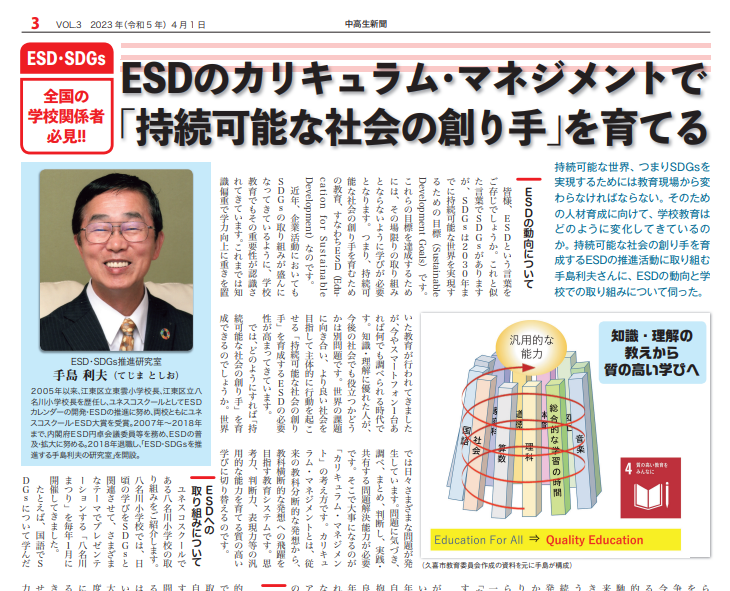 3 VOL.3 2023年(令和5年) 4月1日
中高生新聞
ESD・SDGs
全国の
学校関係者
必見!!
ESDのカリキュラム・マネジメントで
「持続可能な社会の創り手」を育てる
持続可能な世界、つまりSDGsを
実現するためには教育現場から変
わらなければならない。そのため
の人材育成に向けて、学校教育は
どのように変化してきているの
か。持続可能な社会の創り手を育
成するESDの推進活動に取り組む
手島利夫さんに、ESDの動向と学
校での取り組みについて伺った。
ESDの動向について
皆様、ESDという言葉を
ご存じでしょうか。これと似
た言葉でSDGsがあります
が、SDGsは2030年ま
でに持続可能な世界を実現す
るための目標(Sustainable
Development Goals)です。
これらの目標を達成するため
には、その場限りの取り組み
とならないように学びが必要
となります。つまり、持続可
能な社会の創り手を育むため
の教育、すなわちESD(Edu
cation for Sustainable
Development)なのです。
近年、企業活動においても
SDGsの取り組みが盛んに
なってきているように、学校
教育でもその重要性が認識さ
れてきています。これまでは知
識偏重で学力向上に重きを置
いた教育が行われてきました
が、今やスマートフォン1台あ
れば何でも調べられる時代で
す。知識・理解に優れた人が、
今後の社会でも役立つかどう
かは別問題です。世界の課題
に向き合い、より良い社会を
目指して主体的に行動を起こ
せる「持続可能な社会の創り
手」を育成するESDの必要
性が高まってきています。
では、どのようにすれば「持
続可能な社会の創り手」を育
成できるのでしょうか。世界
では日々さまざまな問題が発
生しています。問題に気づき、
調べ、まとめ、判断し、実践・
共有する問題解決能力が必要
です。そこで大事になるのが
「カリキュラム・マネジメン
ト」の考え方です。カリキュ
ラム・マネジメントとは、従
来の教科分断的な発想から、
教科横断的な発想への飛躍を
目指す教育システムです。思
考力、判断力、表現力等の汎
用的な能力を育てる質の高い
学びに切り替えるのです。
ESDへの
取り組みについて
ユネスコスクールで
ある八名川小学校の取
り組みをご紹介します。
八名川小学校では、日
頃の学びをSDGsと
関連させて、さまざま
なテーマでプレゼンテ
ーションする「八名川
まつり」を毎年1月に
開催してきました。
たとえば、国語でS
DGsについて学んだ
ESD・SDGs推進研究室
手島 利夫(てじま としお)
2005年以来、江東区立東雲小学校長、江東区立八
名川小学校長を歴任し、ユネスコスクールとしてESD
カレンダーの開発・ESDの推進に努め、両校ともにユネ
スコスクール・ESD大賞を受賞。2007年〜2018年
まで、内閣府ESD円卓会議委員等を務め、ESDの普
及・拡大に努める。2018年退職し、「ESD・SDGsを推
進する手島利夫の研究室」を開設。
汎用的な
能力
知識・理解の
教えから
質の高い学びへ
国語
社会
家庭科
算数
道徳
理科
体育
総合的な学習の時間
図工
音楽
4 質の高い教育を
みんなに
Education For All ⇒ Quality Education
(久喜市教育委員会作成の資料を元に手島が構成)